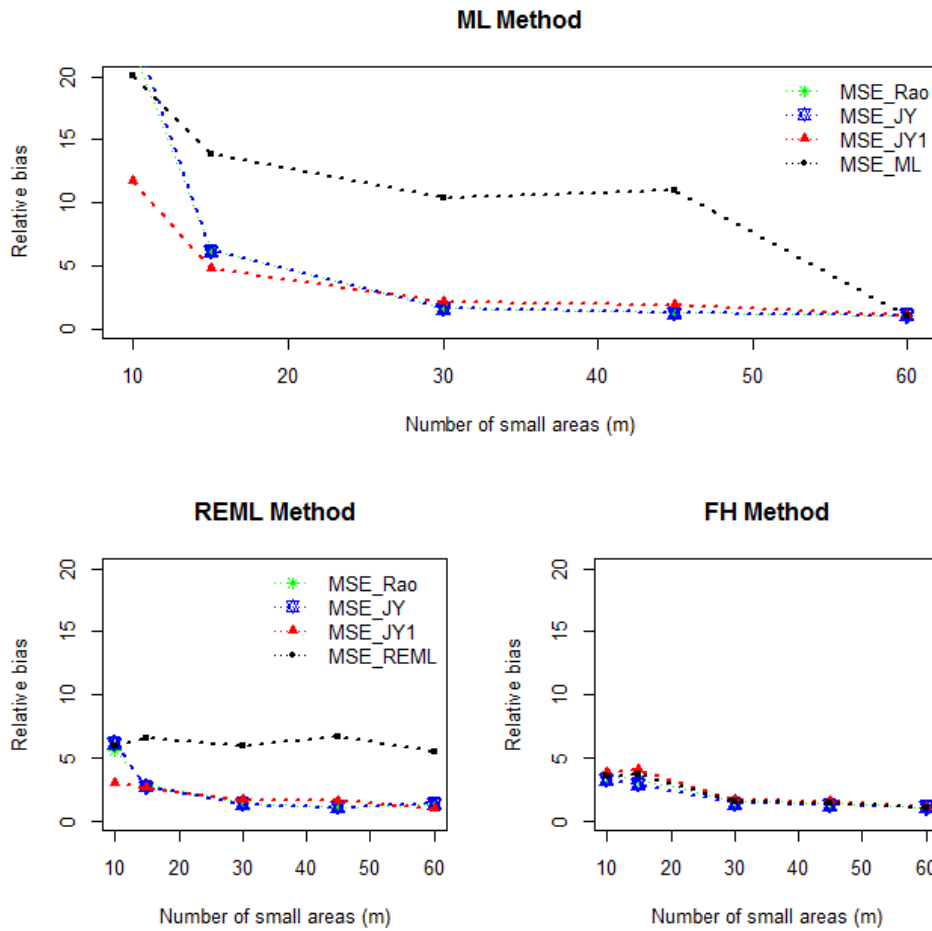 ML Method
Relative bias
20
15
10
5
0
MSE_Rao
MSE_JY
MSE_JY1
MSE_ML
10 20 30 40 50 60
Number of small areas (m)
REML Method
Relative bias
20
15
10
5
0
MSE_Rao
MSE_JY
MSE_JY1
MSE_REML
10 20 30 40 50 60
Number of small areas (m)
FH Method
Relative bias
20
15
10
5
0
10 20 30 40 50 60
Number of small areas (m)